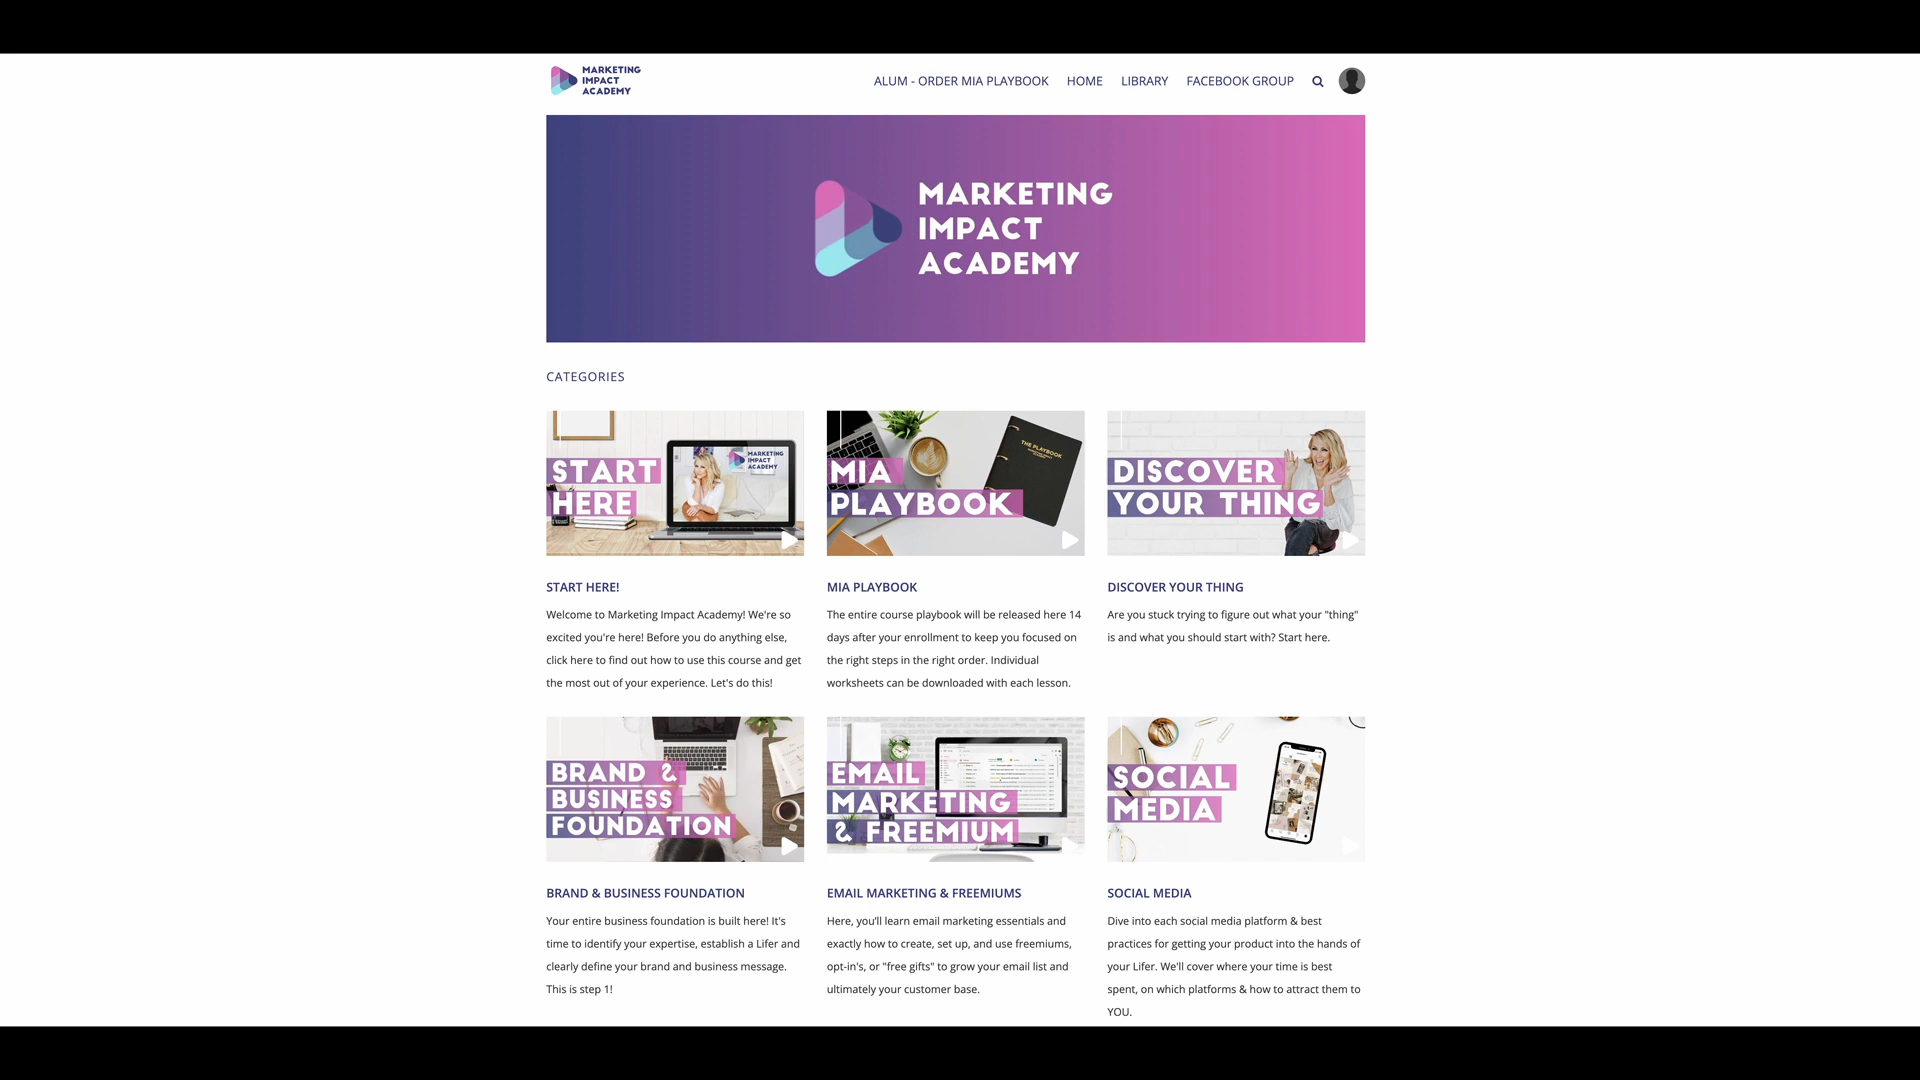 MARKETING
IMPACT
ACADEMY
ALUM - ORDER MIA PLAYBOOK
HOME
LIBRARY
FACEBOOK GROUP
MARKETING
IMPACT
ACADEMY
CATEGORIES
START
HERE
MARKETING
IMPACT
ACADEMY
MIA
PLAYBOOK
THE PLAYBOOK
DISCOVER
YOUR THING
START HERE!
Welcome to Marketing Impact Academy! We're so
excited you're here! Before you do anything else,
click here to find out how to use this course and get
the most out of your experience. Let's do this!
MIA PLAYBOOK
The entire course playbook will be released here 14
days after your enrollment to keep you focused on
the right steps in the right order. Individual
worksheets can be downloaded with each lesson.
DISCOVER YOUR THING
Are you stuck trying to figure out what your "thing"
is and what you should start with? Start here.
BRAND &
BUSINESS
FOUNDATION
EMAIL
MARKETING
& FREEMIUM
SOCIAL
MEDIA
BRAND & BUSINESS FOUNDATION
Your entire business foundation is built here! It's
time to identify your expertise, establish a Lifer and
clearly define your brand and business message.
This is step 1!
EMAIL MARKETING & FREEMIUMS
Here, you'll learn email marketing essentials and
exactly how to create, set up, and use freemiums,
opt-in's, or "free gifts" to grow your email list and
ultimately your customer base.
SOCIAL MEDIA
Dive into each social media platform & best
practices for getting your product into the hands of
your Lifer. We'll cover where your time is best
spent, on which platforms & how to attract them to
YOU.